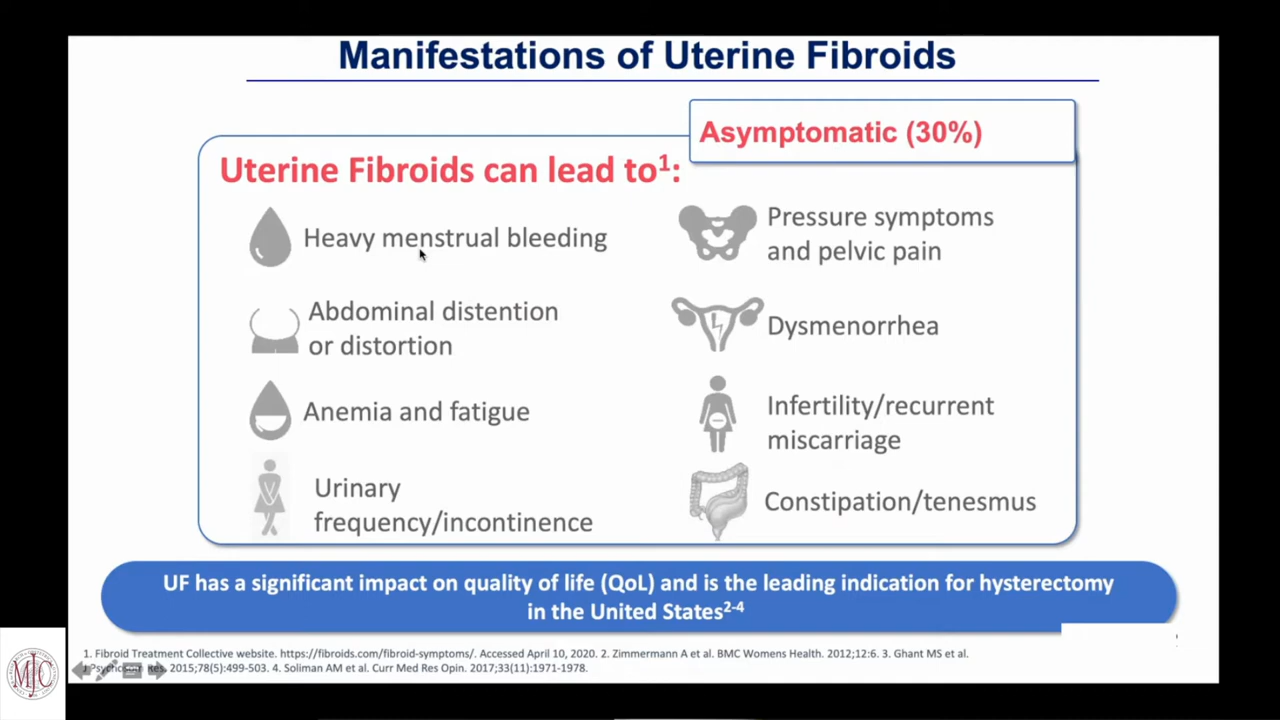 Manifestations of Uterine Fibroids
Asymptomatic (30%)
Uterine Fibroids can lead to1:
Heavy menstrual bleeding
Pressure symptoms
and pelvic pain
Abdominal distention
or distortion
Dysmenorrhea
Anemia and fatigue
Infertility/recurrent
miscarriage
Urinary
frequency/incontinence
Constipation/tenesmus
UF has a significant impact on quality of life (QoL) and is the leading indication for hysterectomy
in the United States2-4
1. Fibroid Treatment Collective website. https://fibroids.com/fibroid-symptoms/. Accessed April 10, 2020. 2. Zimmermann A et al. BMC Womens Health. 2012;12:6. 3. Ghant MS et al.
J Psychosom Res. 2015;78(5):499-503. 4. Soliman AM et al. Curr Med Res Opin. 2017;33(11):1971-1978.
MJC